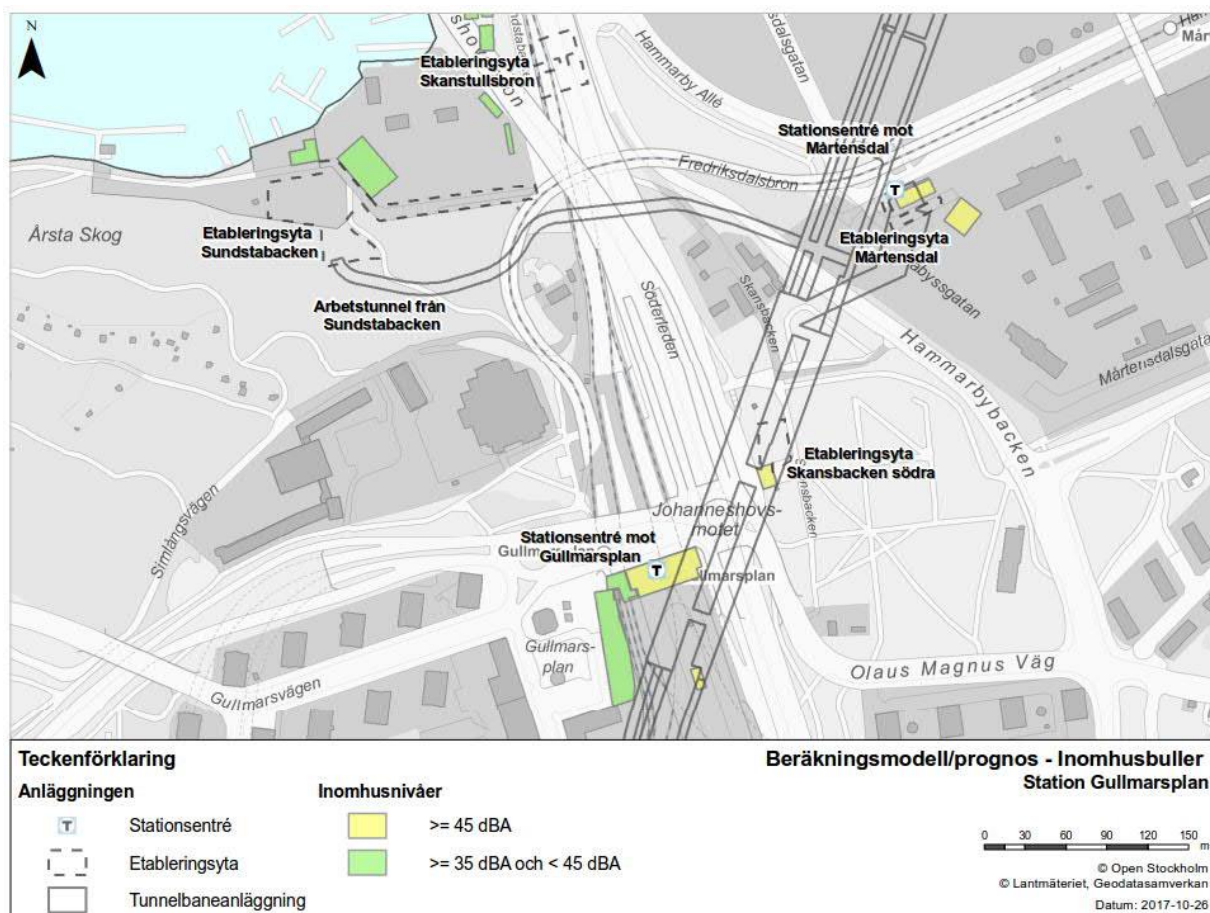 N
Etableringsyta
Skanstullsbron
Hammarby Allé
Stationsentré mot
Mårtensdal
Fredriksdalsbron
T
Årsta Skog
Etableringsyta
Sundstabacken
Etableringsyta
Mårtensdal
Arbetstunnel från
Sundstabacken
Söderleden
Skansbacken
Hammarbybacken
Mårtensdalsgata
Simlångsvägen
Etableringsyta
Skansbacken södra
Johanneshovs-
motet
Stationsentré mot
Gullmarsplan
T
Gullmars-
plan
Gullmarsvägen
Olaus Magnus Väg
Teckenförklaring
Beräkningsmodell/prognos - Inomhusbuller
Station Gullmarsplan
Anläggningen
Inomhusnivåer
T Stationsentré
>= 45 dBA
Etableringsyta
>= 35 dBA och < 45 dBA
Tunnelbaneanläggning
0 30 60 90 120 150
m
© Open Stockholm
© Lantmäteriet, Geodatasamverkan
Datum: 2017-10-26